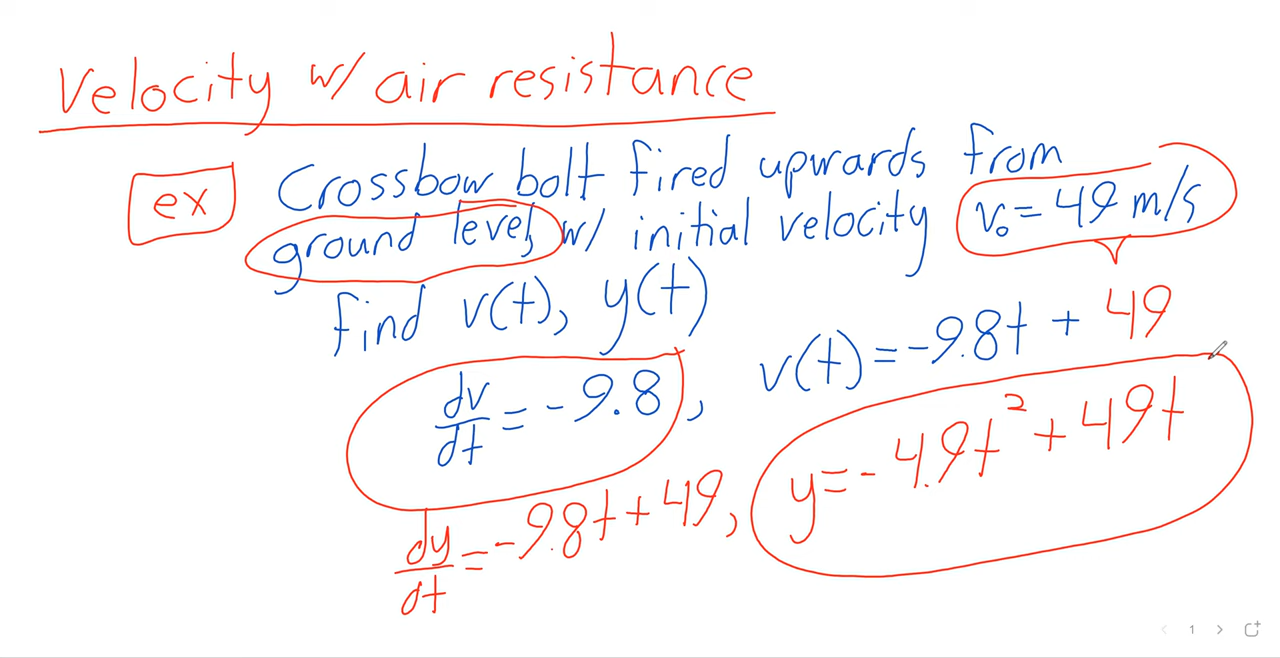 Velocity w/ air resistance
ex Crossbow bolt fired upwards from
ground level, w/ initial velocity v₀ = 49 m/s
find v(t), y(t)
v(t) = -9.8t + 49
dv/dt = -9.8,
y = -4.9t² + 49t
dy/dt = -9.8t + 49,
1